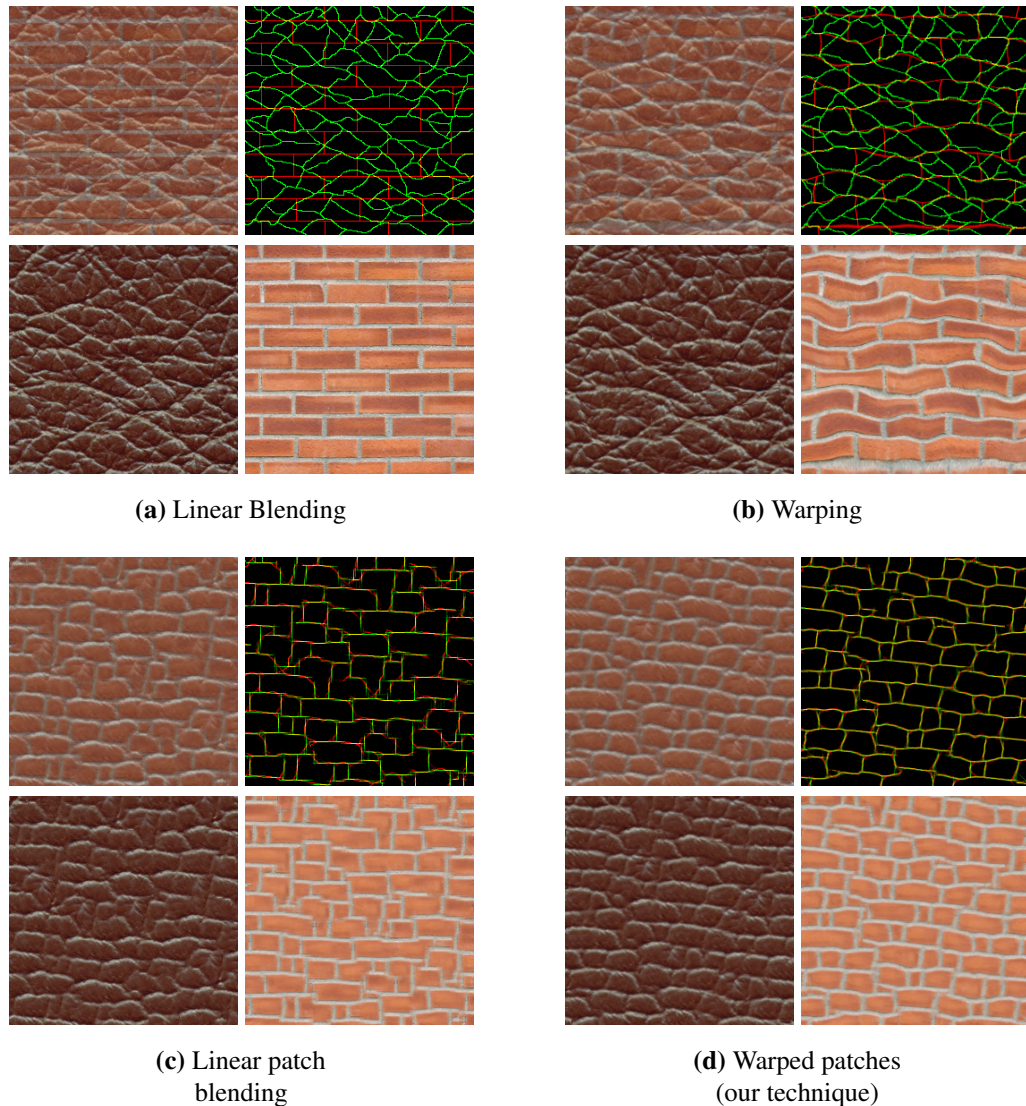 (a) Linear Blending
(b) Warping
(c) Linear patch
blending
(d) Warped patches
(our technique)